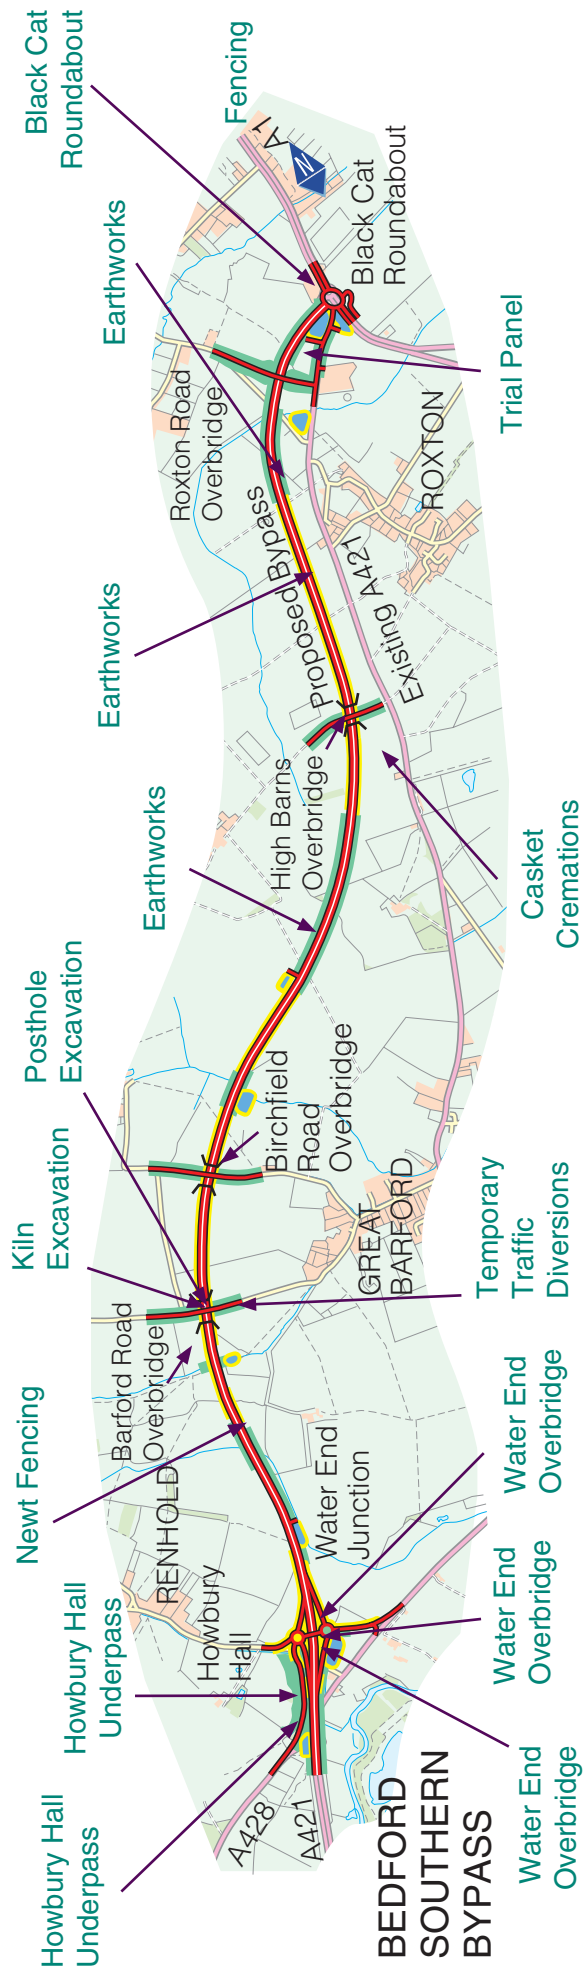 Howbury Hall
Underpass
Howbury Hall
Underpass
Newt Fencing
Kiln
Excavation
Posthole
Excavation
Earthworks
Earthworks
Earthworks
Black Cat
Roundabout
Fencing
A1
N
Black Cat
Roundabout
Roxton Road
Overbridge
Proposed Bypass
Existing A421
ROXTON
High Barns
Overbridge
Birchfield
Road
Overbridge
GREAT
BARFORD
Barford Road
Overbridge
RENHOLD
Water End
Junction
Howbury
Hall
A428
A421
BEDFORD
SOUTHERN
BYPASS
Water End
Overbridge
Water End
Overbridge
Water End
Overbridge
Temporary
Traffic
Diversions
Casket
Cremations
Trial Panel